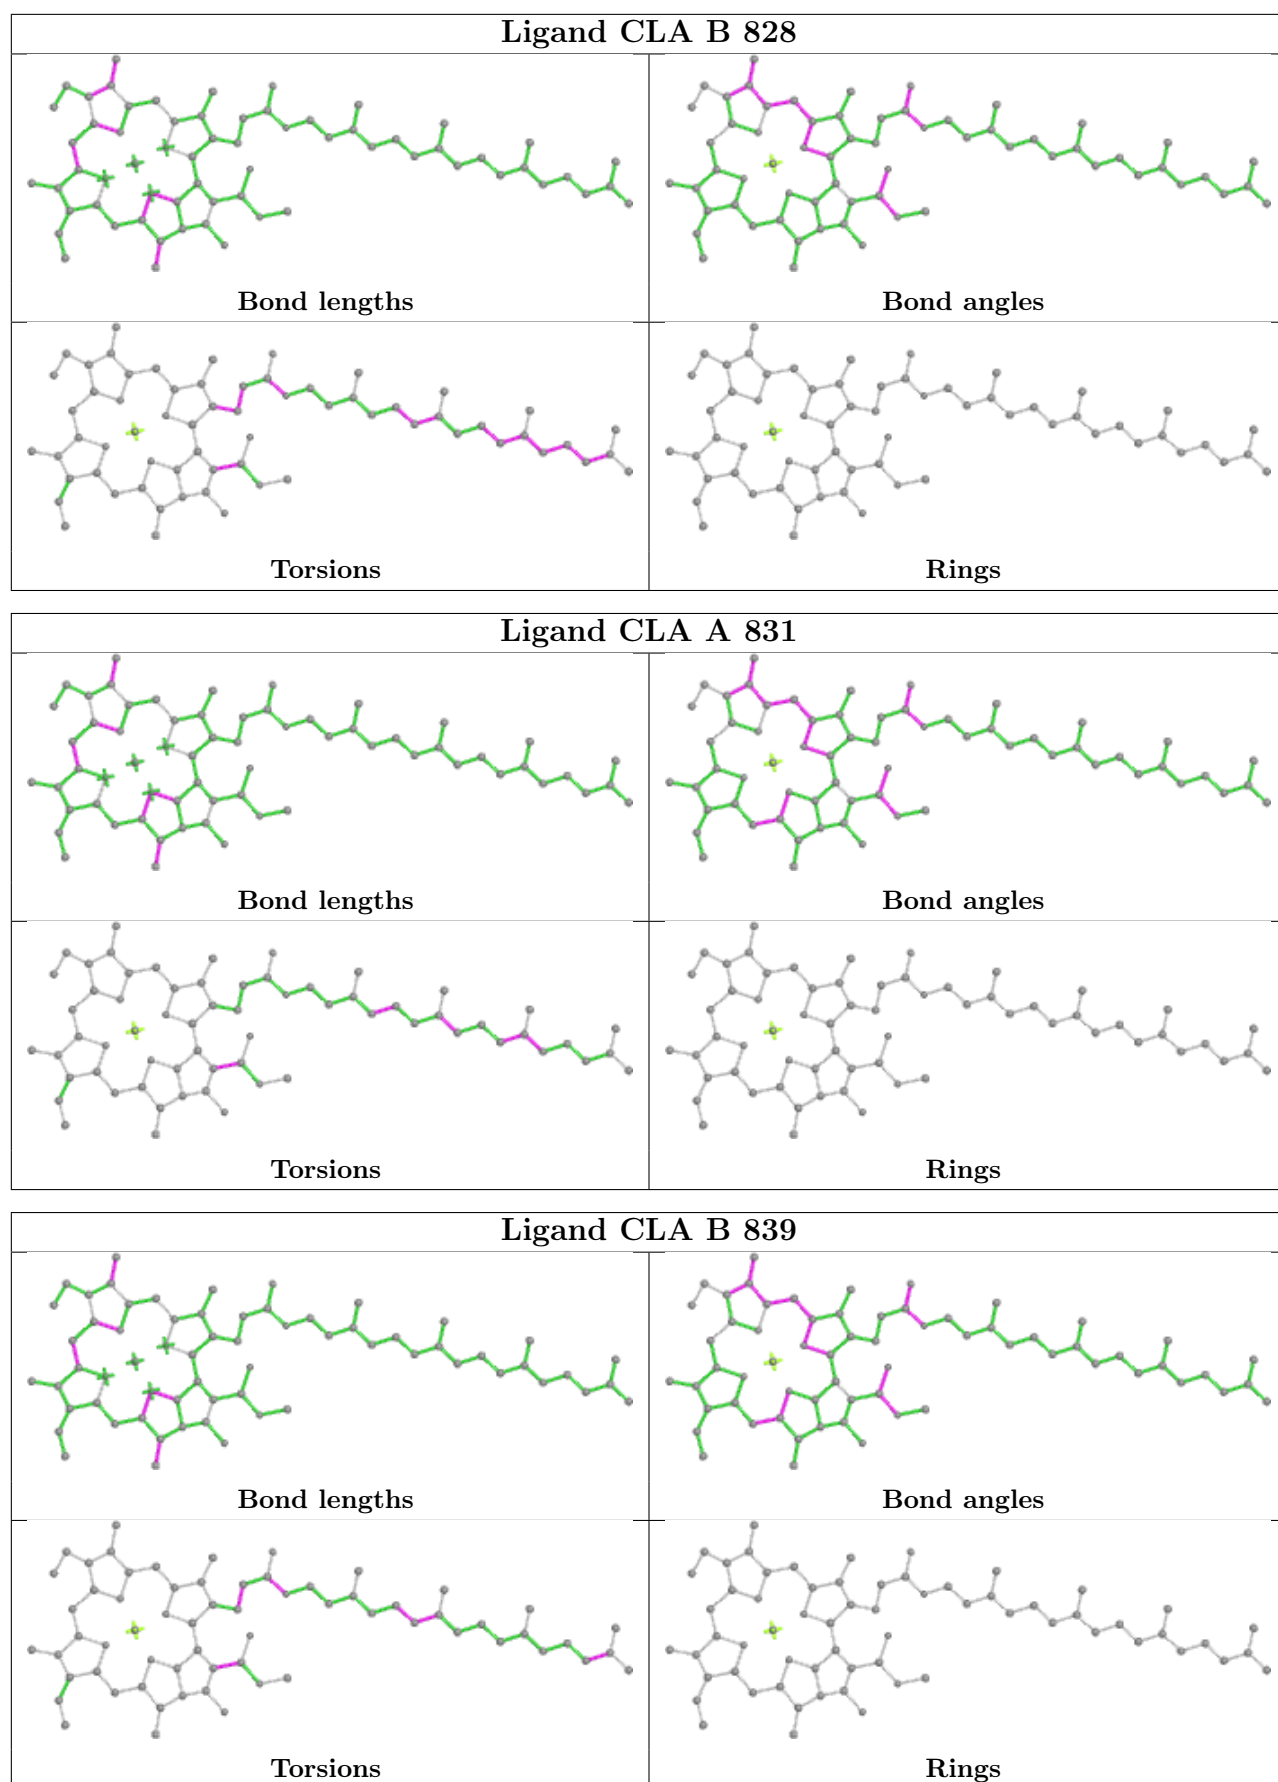 Ligand CLA B 828
Bond lengths
Bond angles
Torsions
Rings
Ligand CLA A 831
Bond lengths
Bond angles
Torsions
Rings
Ligand CLA B 839
Bond lengths
Bond angles
Torsions
Rings